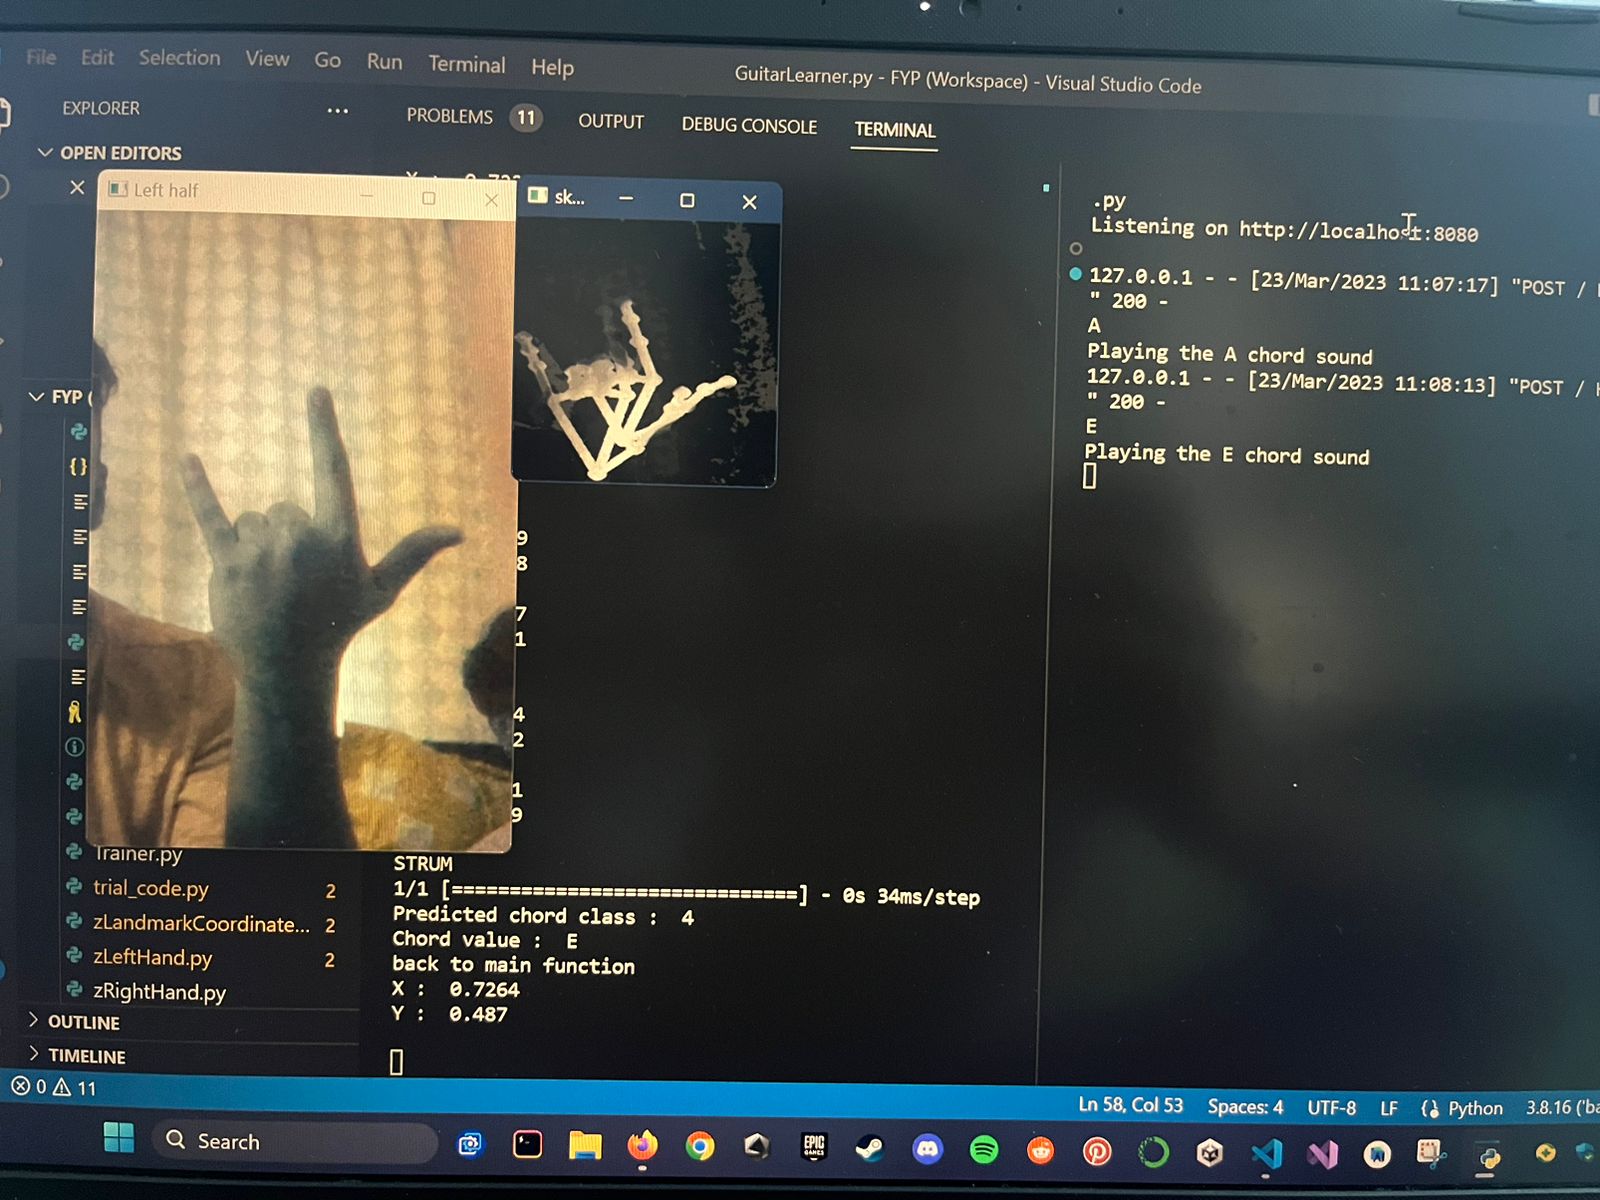 File Edit Selection View Go Run Terminal Help
GuitarLearner.py - FYP (Workspace) - Visual Studio Code
EXPLORER
PROBLEMS 11 OUTPUT DEBUG CONSOLE TERMINAL
OPEN EDITORS
Left half
sk...
FYP (
9
8
7
1
4
2
1
9
Trainer.py
trial_code.py 2
zLandmarkCoordinate... 2
zLeftHand.py 2
zRightHand.py
OUTLINE
TIMELINE
STRUM
1/1 [==============================] - 0s 34ms/step
Predicted chord class : 4
Chord value : E
back to main function
X : 0.7264
Y : 0.487
.py
Listening on http://localhost:8080
127.0.0.1 - - [23/Mar/2023 11:07:17] "POST /
" 200 -
A
Playing the A chord sound
127.0.0.1 - - [23/Mar/2023 11:08:13] "POST /
" 200 -
E
Playing the E chord sound
0 11
Ln 58, Col 53 Spaces: 4 UTF-8 LF Python 3.8.16 ('ba
Search
EPIC
GAMES